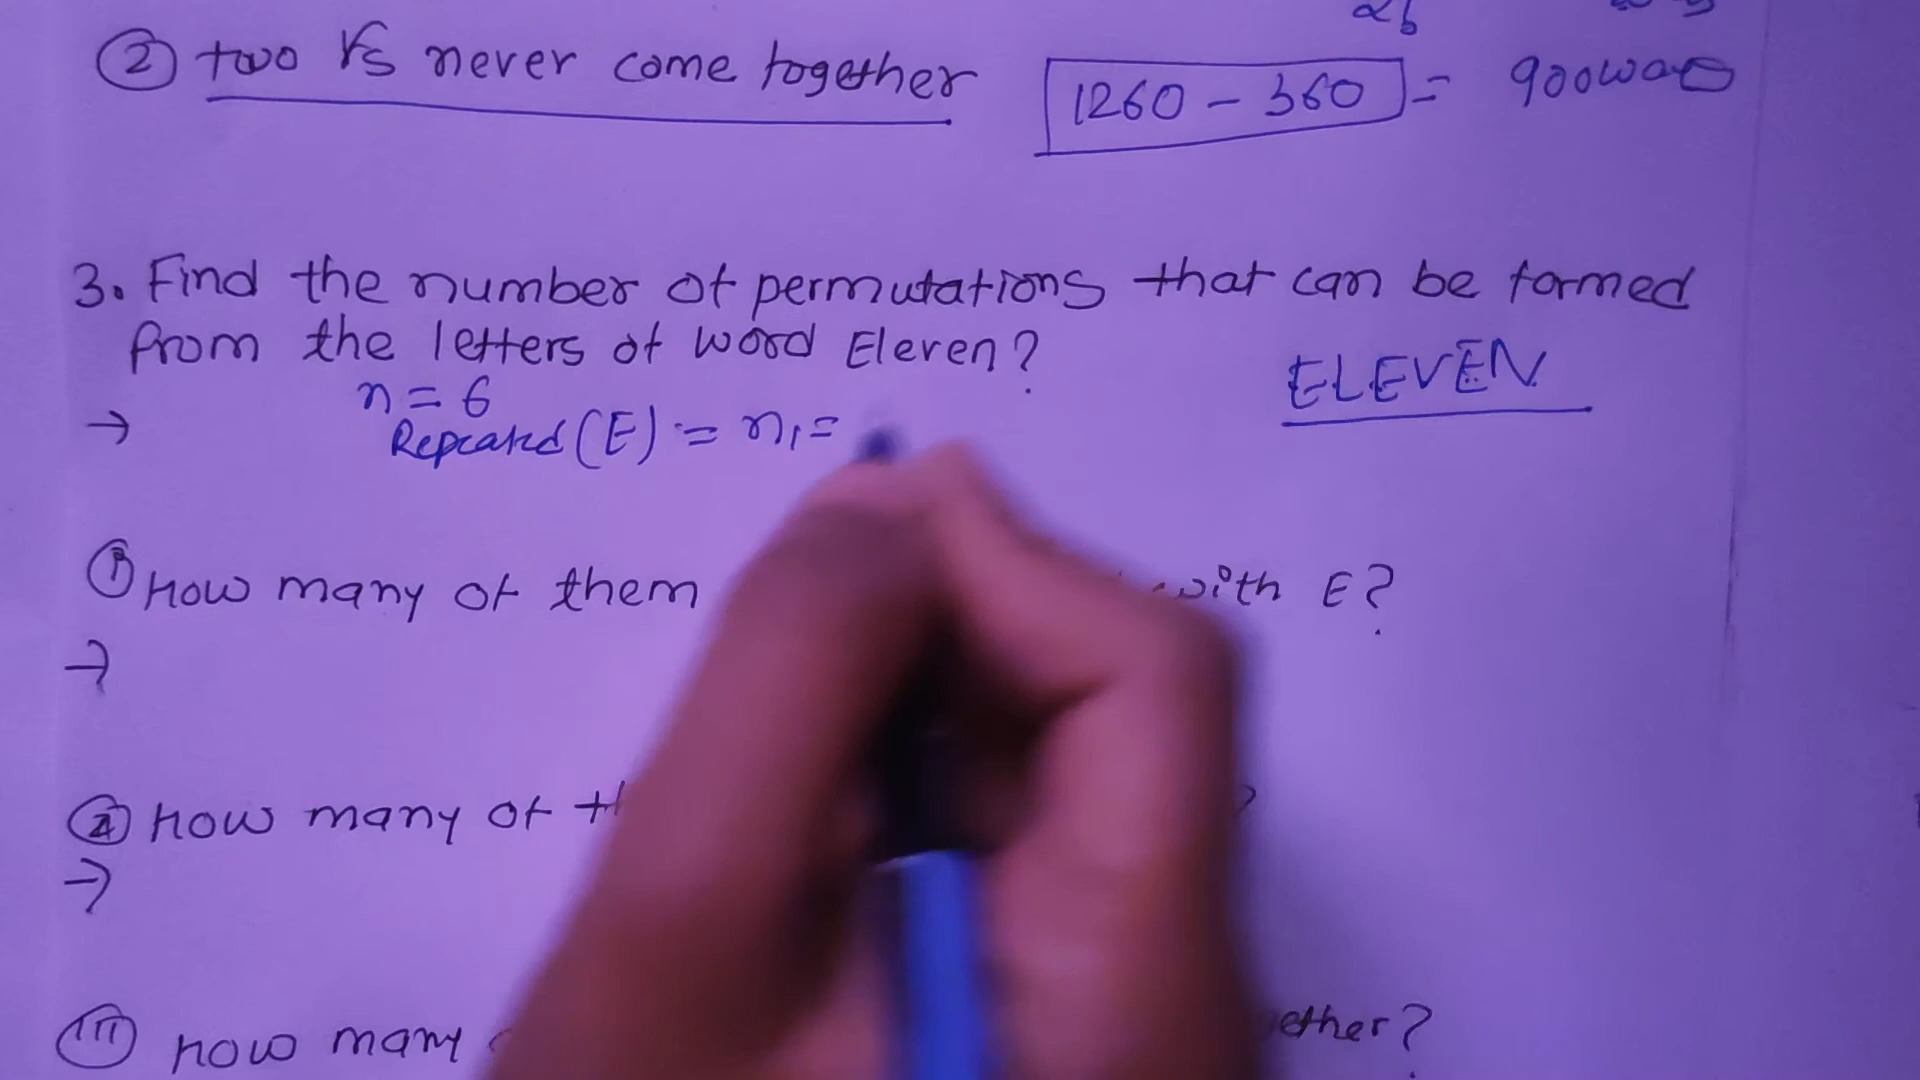 ② two r's never come together 1260 - 360 = 900 ways
3. Find the number of permutations that can be formed
from the letters of word Eleven?
ELEVEN
n = 6
→ Repeated (E) = n₁ =
① How many of them with E?
→
② How many of
→
(III) how many ether?